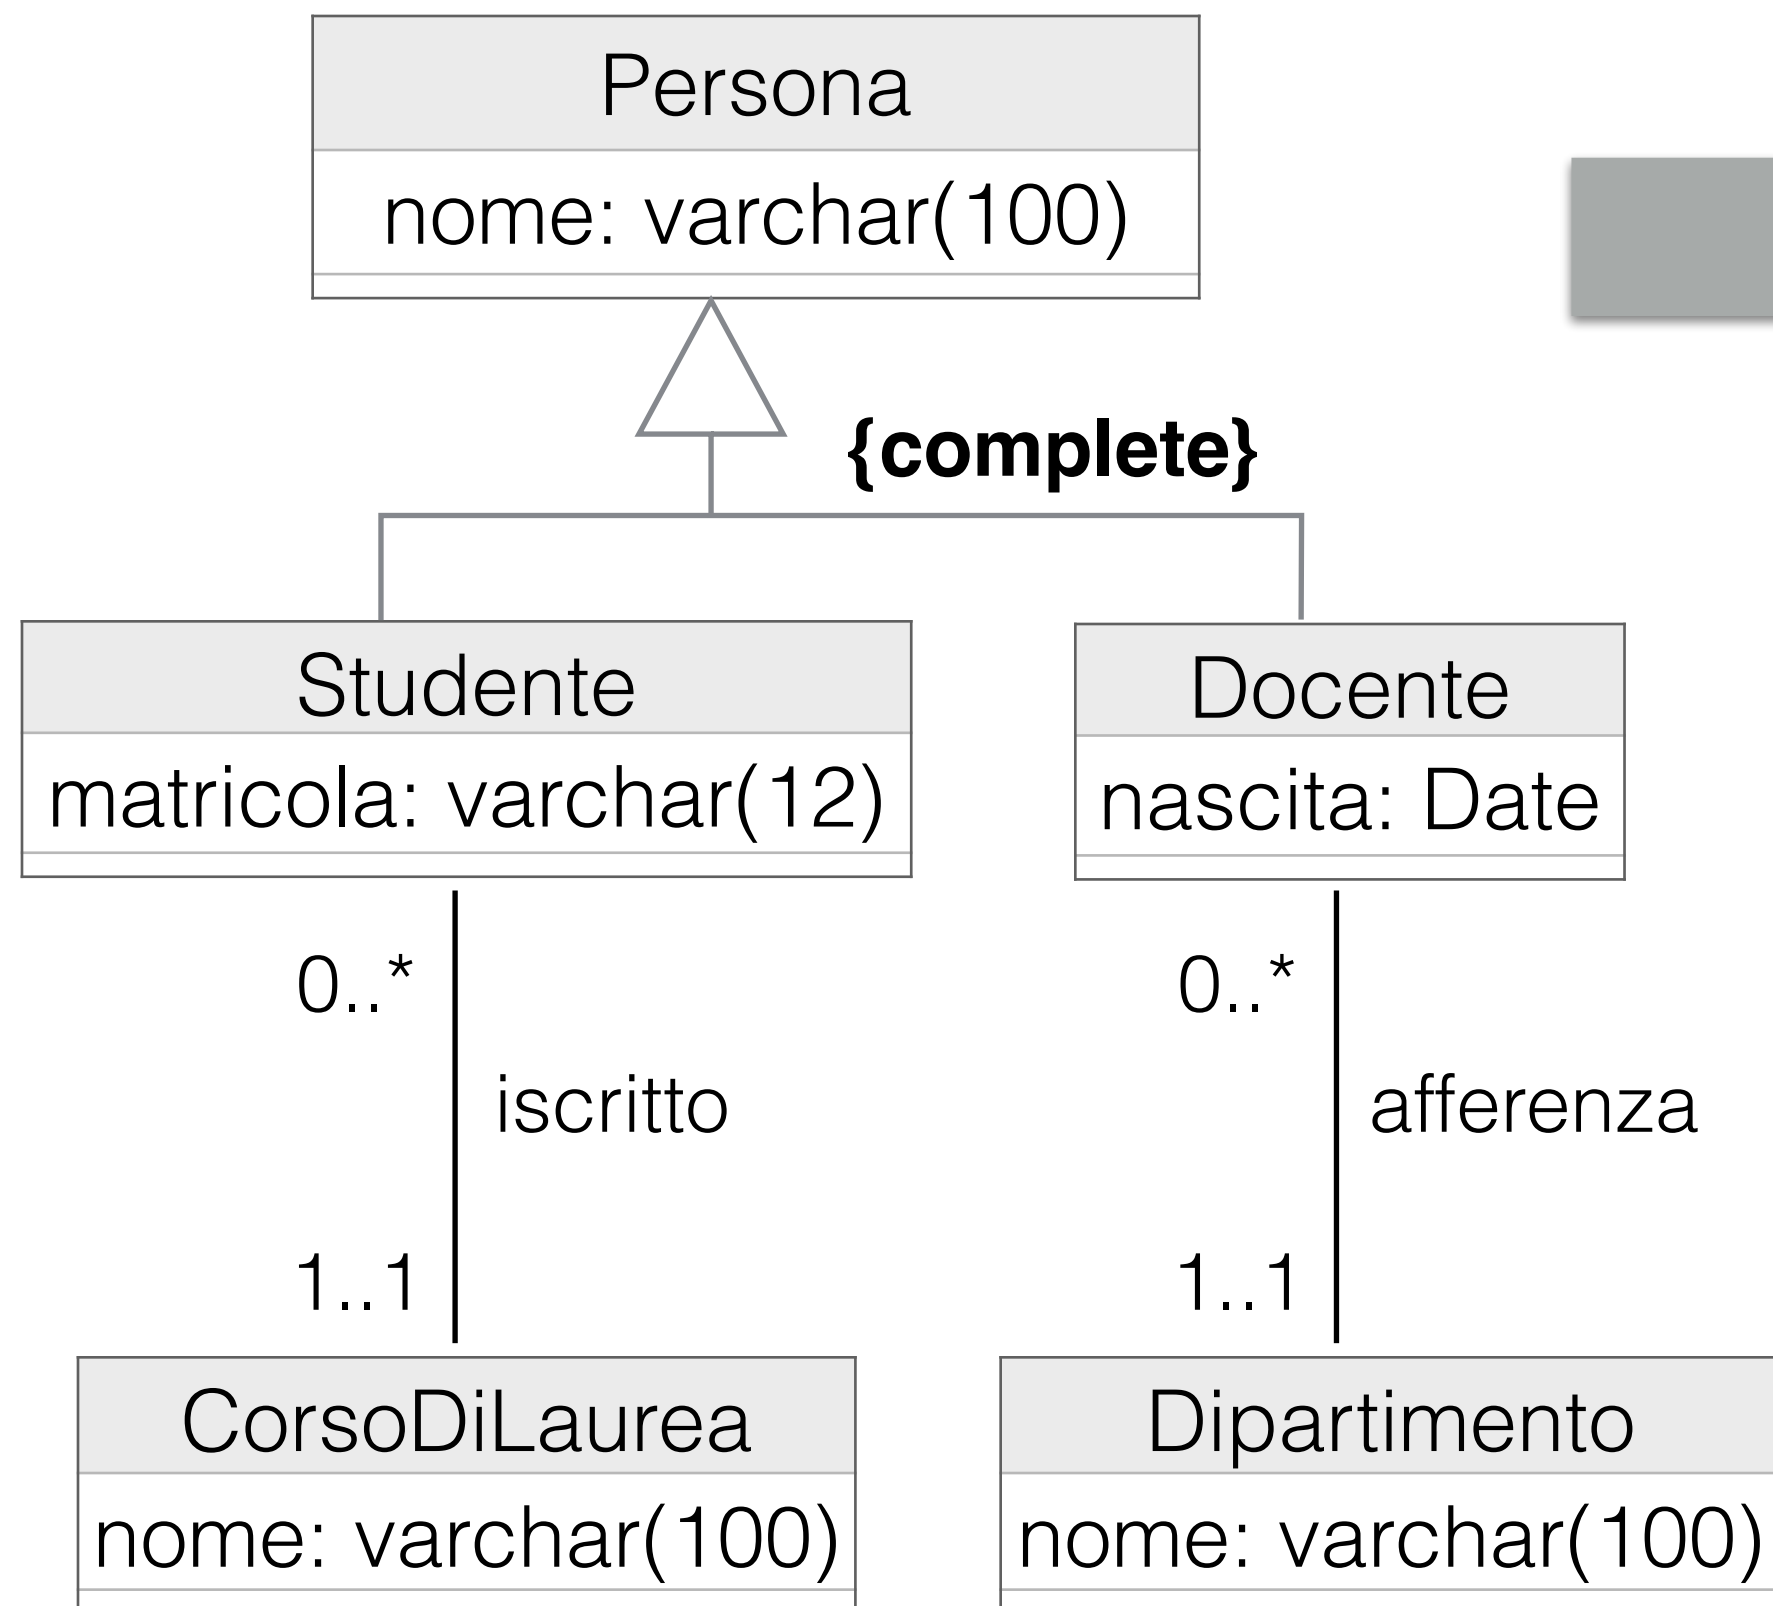 Persona
nome: varchar(100)
{complete}
Studente
matricola: varchar(12)
Docente
nascita: Date
0..*
iscritto
1..1
0..*
afferenza
1..1
CorsoDiLaurea
nome: varchar(100)
Dipartimento
nome: varchar(100)